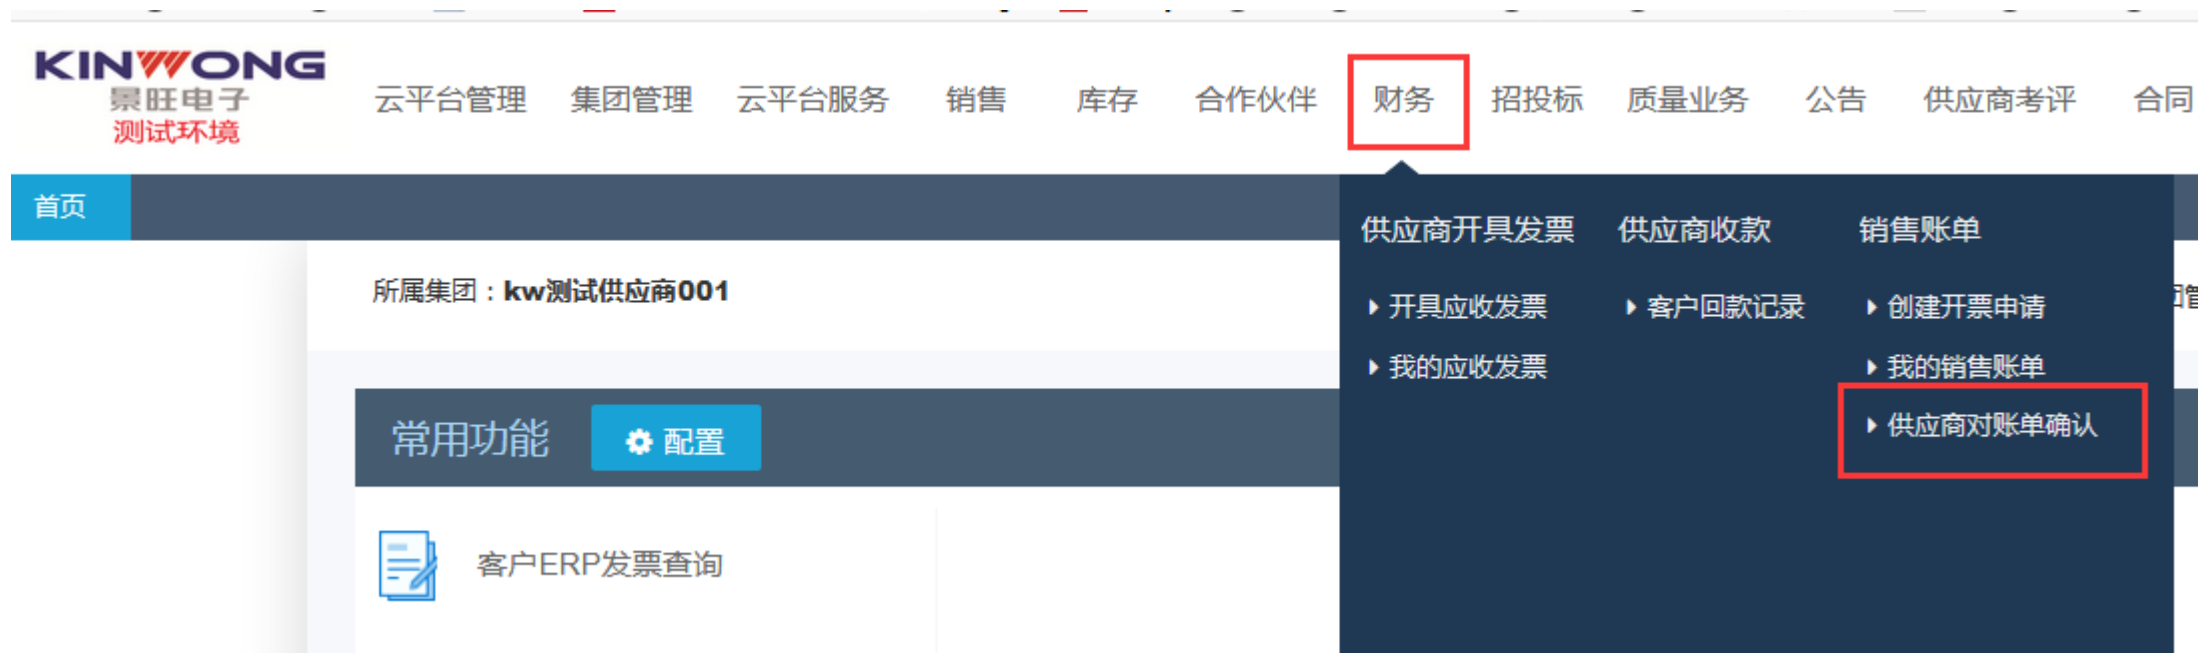 KINWONG
景旺电子
测试环境
云平台管理 集团管理 云平台服务 销售 库存 合作伙伴 财务 招投标 质量业务 公告 供应商考评 合同
首页
供应商开具发票 供应商收款 销售账单
所属集团：kw测试供应商001
开具应收发票 客户回款记录 创建开票申请
我的应收发票 我的销售账单
供应商对账单确认
常用功能 配置
客户ERP发票查询